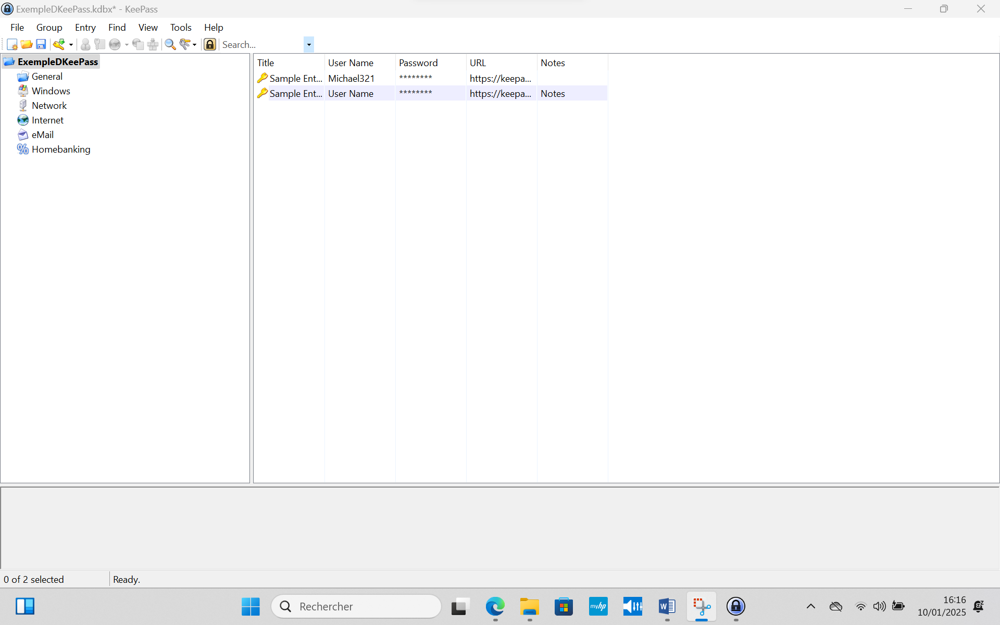 ExempleDKeePass.kdbx* - KeePass
File Group Entry Find View Tools Help
Search...
ExempleDKeePass
General
Windows
Network
Internet
eMail
Homebanking
Title User Name Password URL Notes
Sample Ent... Michael321 ******** https://keepa...
Sample Ent... User Name ******** https://keepa... Notes
0 of 2 selected Ready.
Rechercher
myhp
W
16:16
10/01/2025